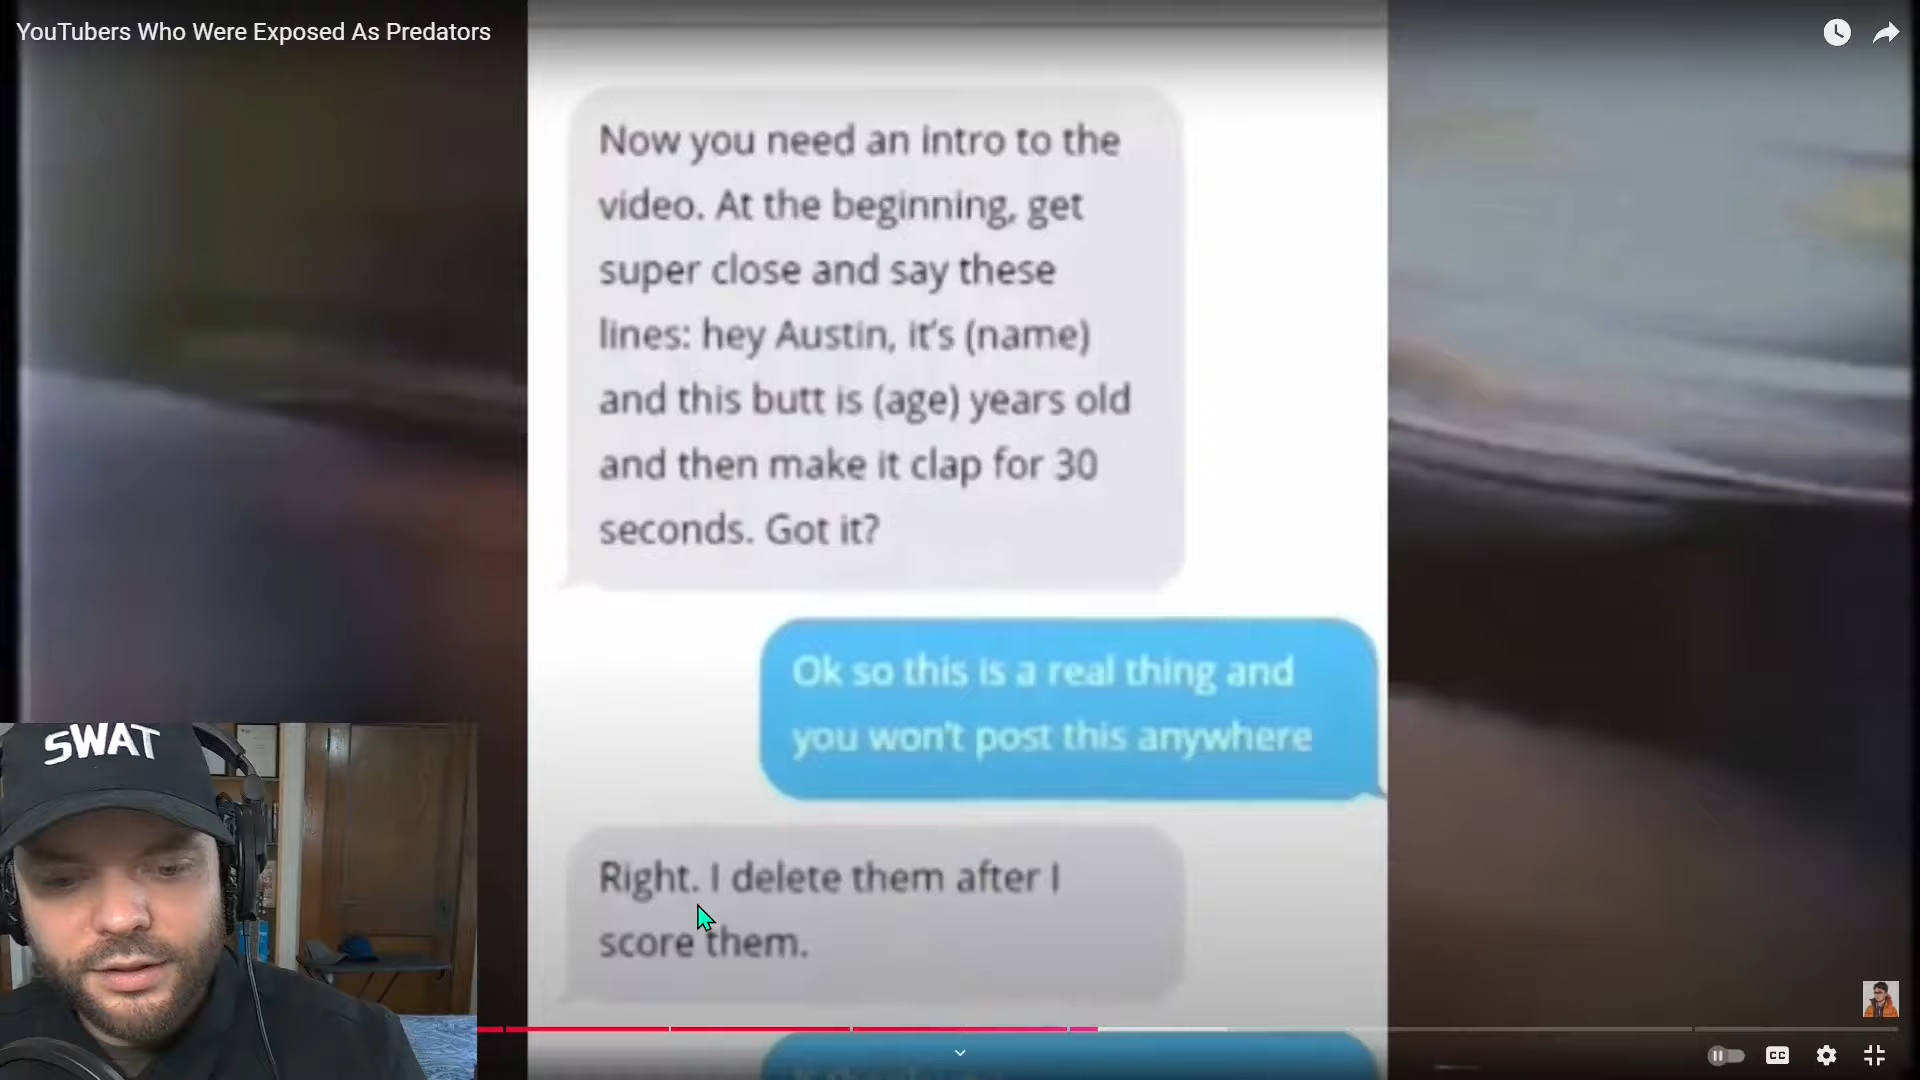 YouTubers Who Were Exposed As Predators
Now you need an intro to the
video. At the beginning, get
super close and say these
lines: hey Austin, it's (name)
and this butt is (age) years old
and then make it clap for 30
seconds. Got it?
Ok so this is a real thing and
you won't post this anywhere
Right. I delete them after I
score them.
SWAT
CC